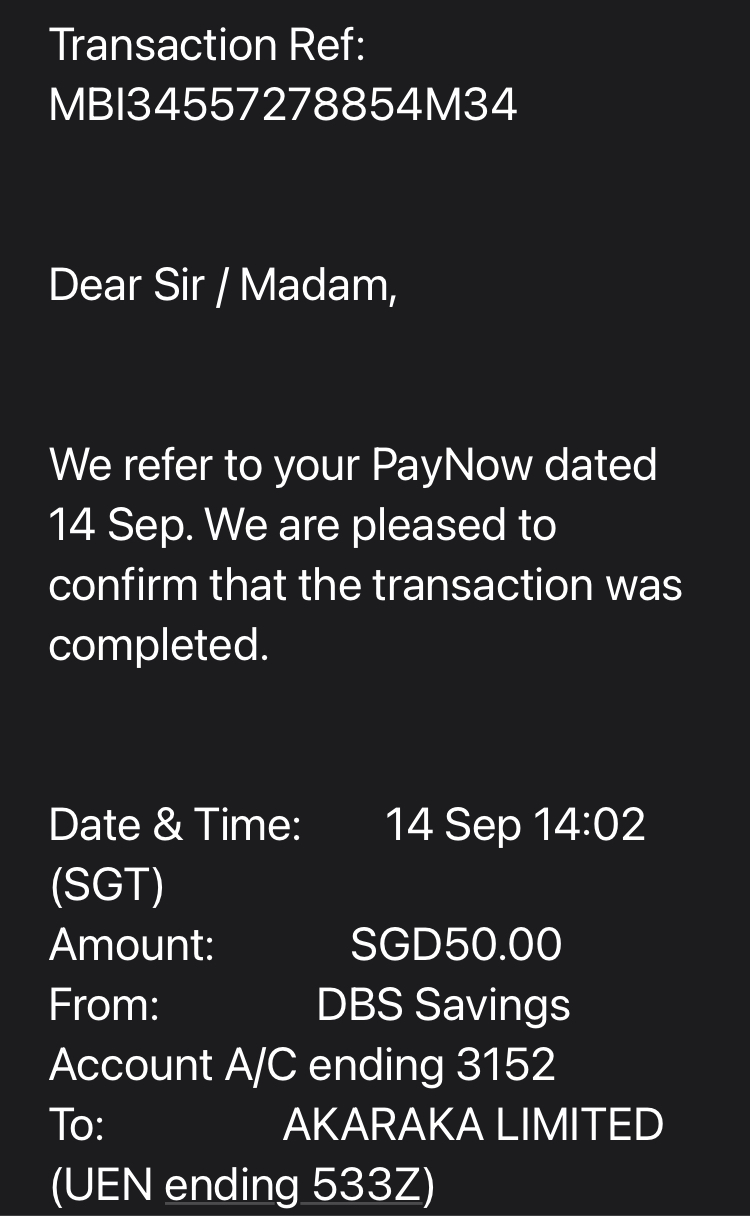 Transaction Ref:
MBI34557278854M34
Dear Sir / Madam,
We refer to your PayNow dated
14 Sep. We are pleased to
confirm that the transaction was
completed.
Date & Time: 14 Sep 14:02
(SGT)
Amount: SGD50.00
From: DBS Savings
Account A/C ending 3152
To: AKARAKA LIMITED
(UEN ending 533Z)